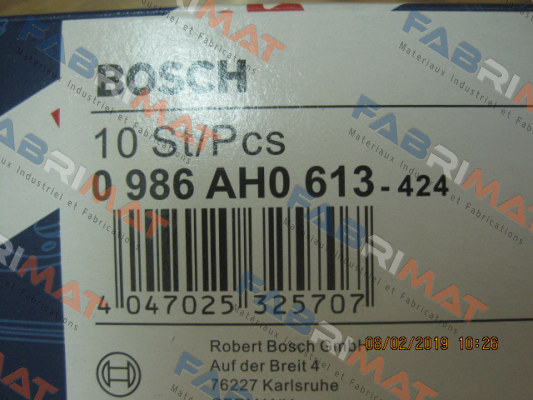 BOSCH
10 St/Pcs
0 986 AH0 613 - 424
4 047025 325707
Robert Bosch GmbH
Auf der Breit 4
76227 Karlsruhe
06/02/2019 10:26
FABRIMAT
Materiaux Industriel et Fabrications